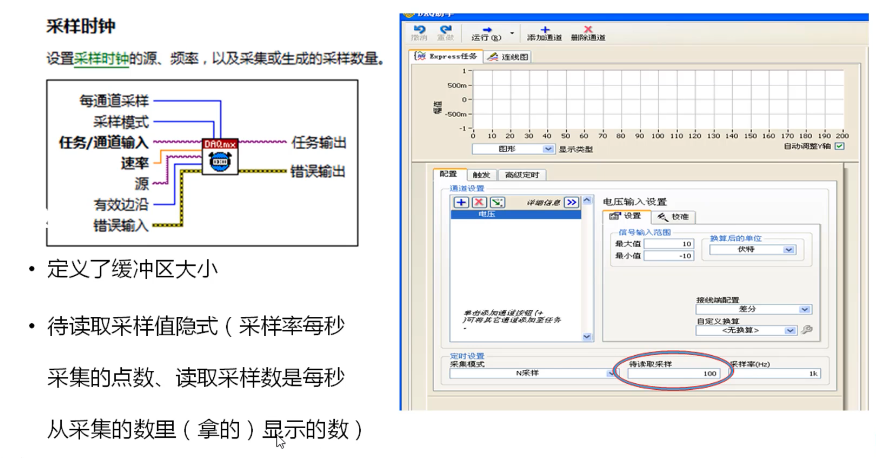 采样时钟
设置采样时钟的源、频率，以及采集或生成的采样数量。
每通道采样
采样模式
任务/通道输入
速率
源
有效边沿
错误输入
DAQmx
任务输出
错误输出
• 定义了缓冲区大小
• 待读取采样值隐式（采样率每秒
采集的点数、读取采样数是每秒
从采集的数里（拿的）显示的数）
撤消 重做 运行(R) 添加通道 删除通道
Express任务 连线图
幅值
1
500m
0
-500m
-1
0 10 20 30 40 50 60 70 80 90 100 110 120 130 140 150 160 170 180 190 200
图形 显示类型 自动调整Y轴
配置 触发 高级定时
通道设置
详细信息 >>
电压
单击添加通道按钮(+
)可将其它通道添加至任务
电压输入设置
设置 校准
信号输入范围
最大值 10
最小值 -10
换算后的单位
伏特
接线端配置
差分
自定义换算
<无换算>
定时设置
采集模式 待读取采样 采样率(Hz)
N采样 100 1k